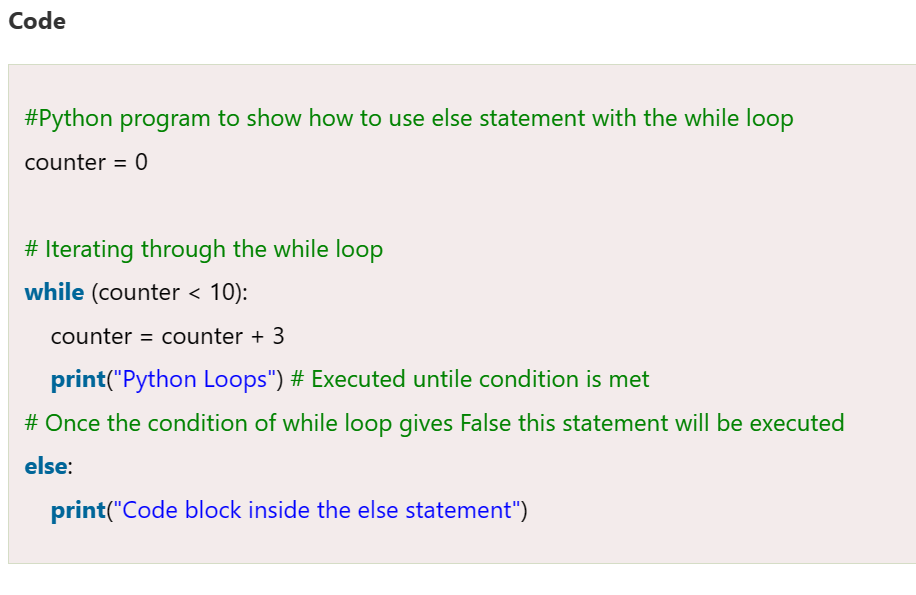 Code
#Python program to show how to use else statement with the while loop
counter = 0
# Iterating through the while loop
while (counter < 10):
    counter = counter + 3
    print("Python Loops") # Executed untile condition is met
# Once the condition of while loop gives False this statement will be executed
else:
    print("Code block inside the else statement")